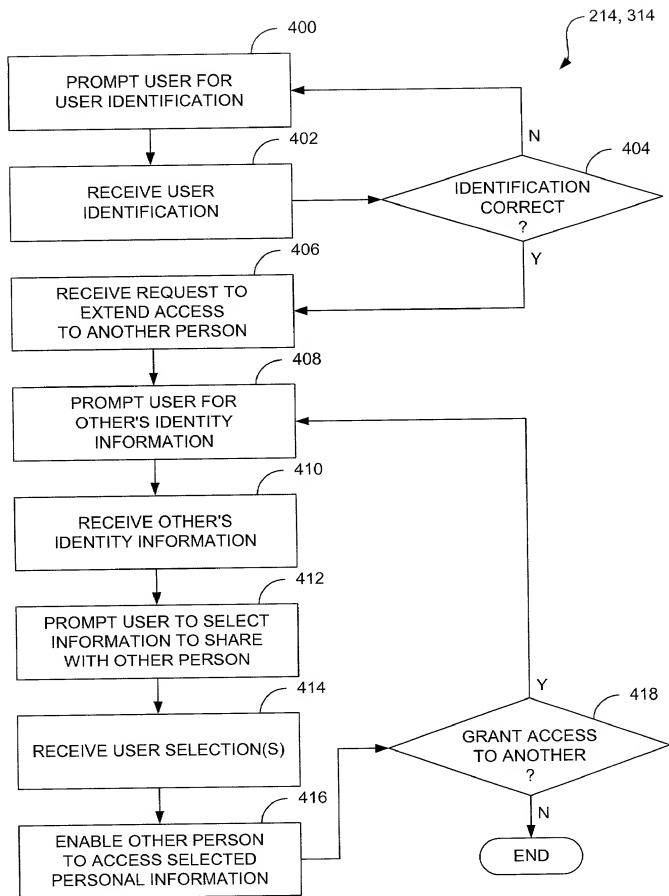 400
214, 314
PROMPT USER FOR
USER IDENTIFICATION
N
402
404
RECEIVE USER
IDENTIFICATION
IDENTIFICATION
CORRECT
?
Y
406
RECEIVE REQUEST TO
EXTEND ACCESS
TO ANOTHER PERSON
408
PROMPT USER FOR
OTHER'S IDENTITY
INFORMATION
410
RECEIVE OTHER'S
IDENTITY INFORMATION
412
PROMPT USER TO SELECT
INFORMATION TO SHARE
WITH OTHER PERSON
414
Y
418
RECEIVE USER SELECTION(S)
GRANT ACCESS
TO ANOTHER
?
416
N
ENABLE OTHER PERSON
TO ACCESS SELECTED
PERSONAL INFORMATION
END